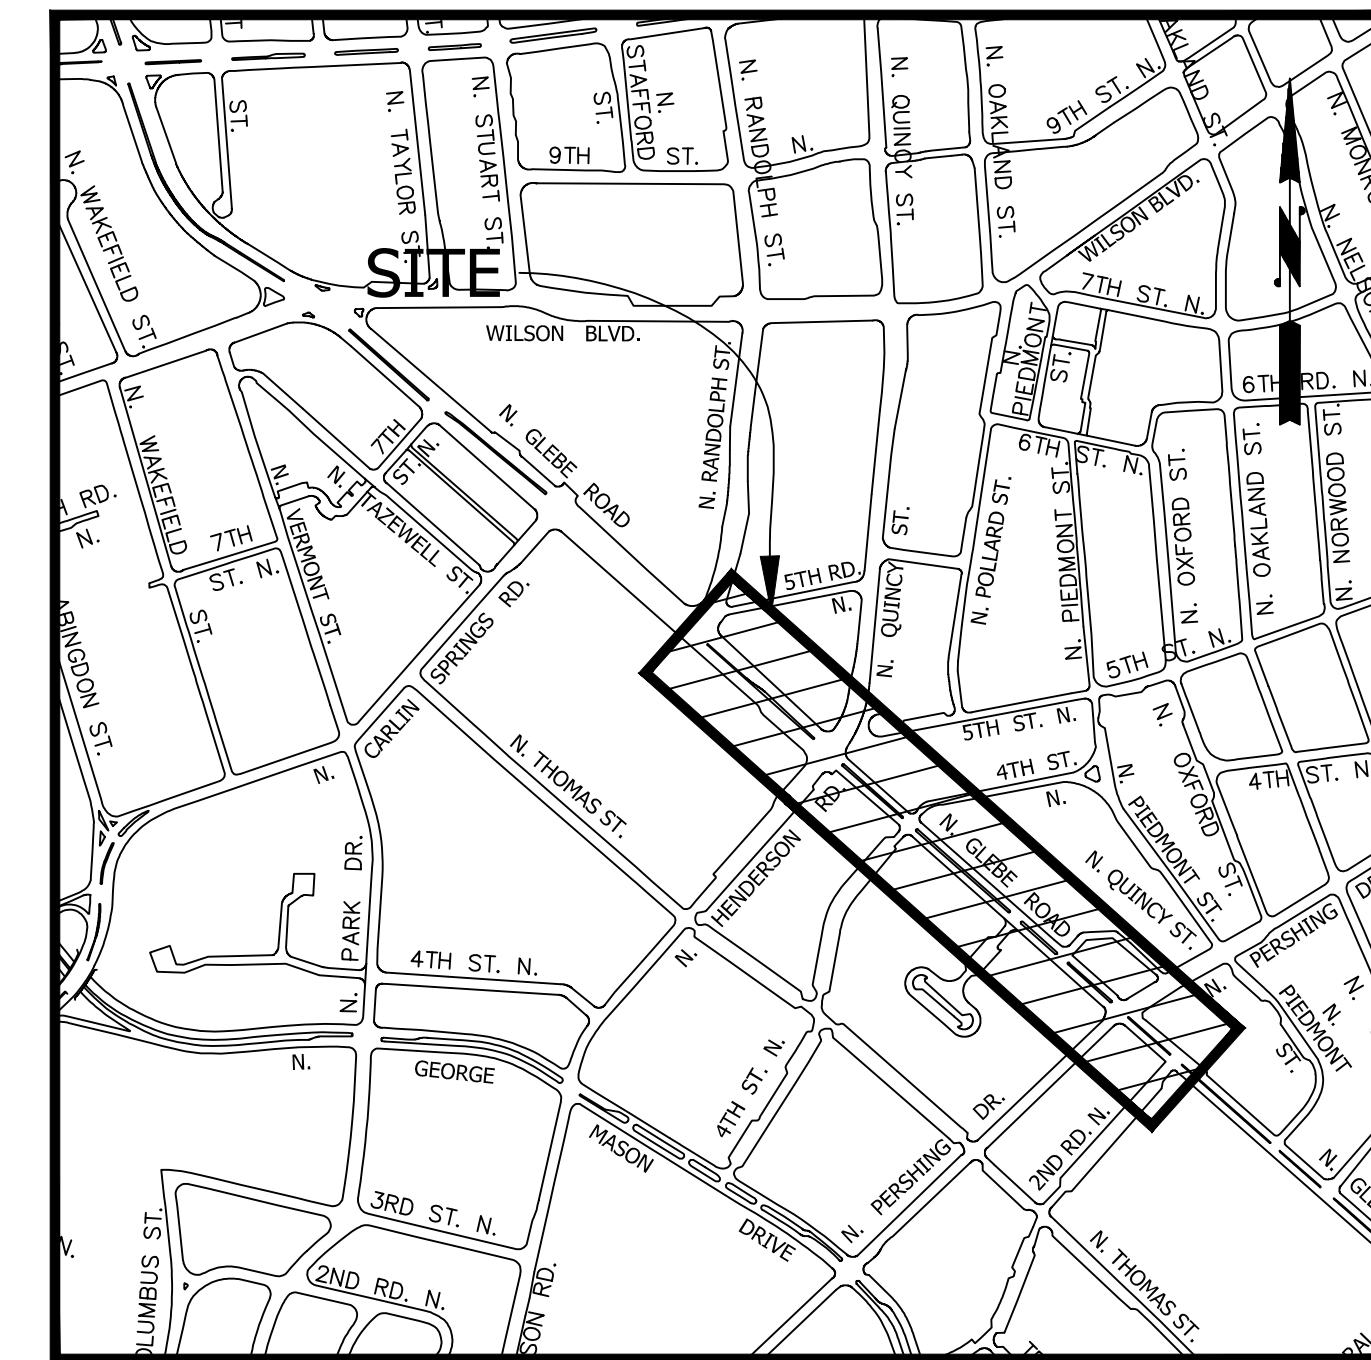 ST.
N. TAYLOR ST.
N. STUART ST.
ST.
9TH
N.
STAFFORD
ST.
N. RANDOLPH ST.
N.
N. QUINCY ST.
N. OAKLAND ST.
9TH ST. N.
AKLAND ST.
WILSON BLVD.
7TH ST. N.
N. WAKEFIELD ST.
SITE
WILSON BLVD.
N. RANDOLPH ST.
N.
PIEDMONT
ST.
6TH RD. N.
6TH ST. N.
N. GLEBE ROAD
7TH
ST. N.
N. TAZEWELL ST.
N.
VERMONT ST.
N.
WAKEFIELD
ST.
RD.
N.
7TH
ST. N.
ABINGDON ST.
ST.
N. QUINCY
N. POLLARD ST.
N. PIEDMONT ST.
N. OXFORD ST.
N. OAKLAND ST.
N. NORWOOD ST.
5TH RD.
N.
5TH ST. N.
5TH ST. N.
4TH ST.
N.
4TH ST. N.
CARLIN
SPRINGS RD.
N.
N. THOMAS ST.
N. PIEDMONT ST.
N. OXFORD
ST.
N. GLEBE ROAD
N. QUINCY ST.
N.
HENDERSON
RD.
N.
PARK DR.
4TH ST. N.
N.
PERSHING
N.
PIEDMONT
ST.
N.
N.
GEORGE
MASON
DRIVE
4TH ST. N.
N. PERSHING
DR.
2ND RD. N.
3RD ST. N.
2ND RD. N.
N. THOMAS ST.
N.